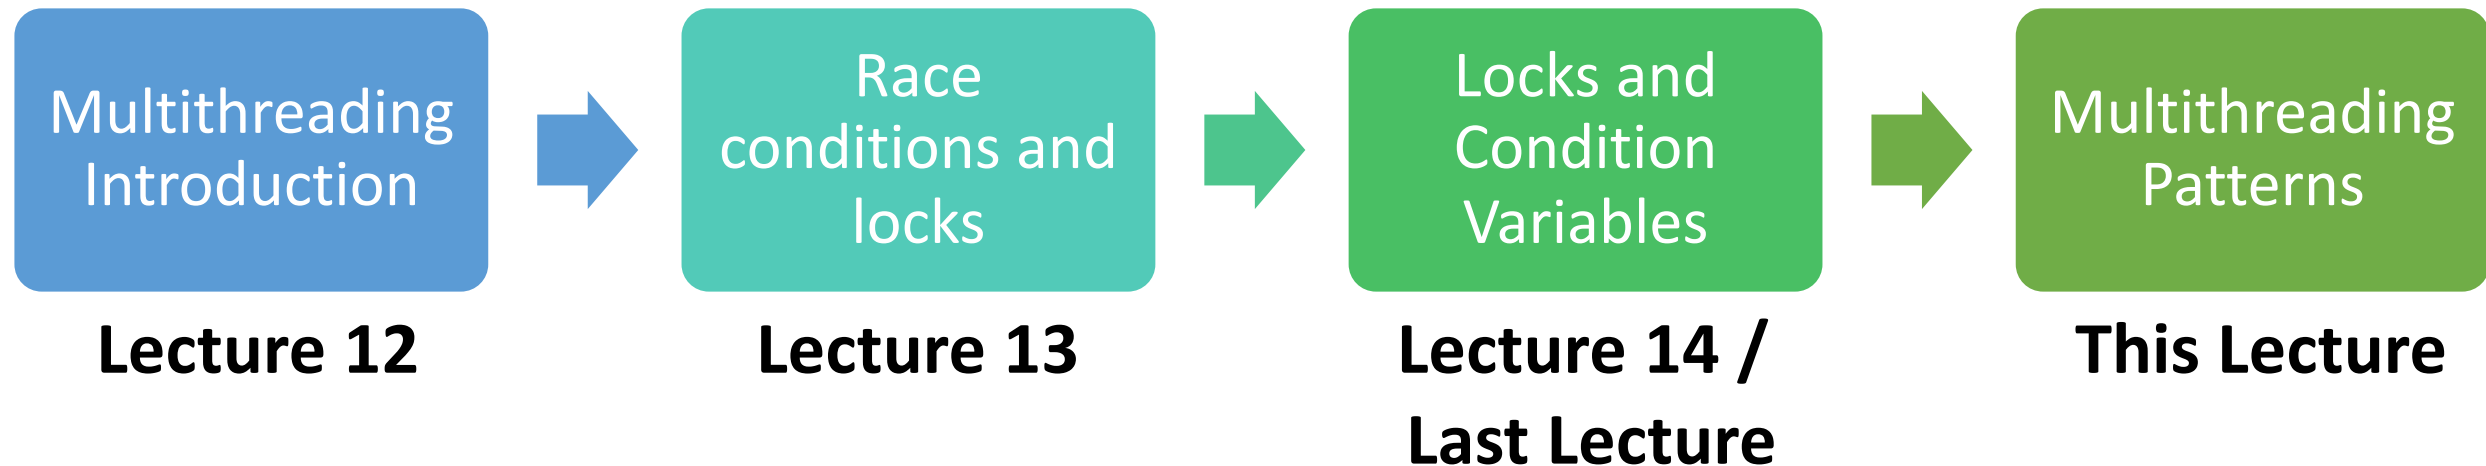 Multithreading
Introduction
Race
conditions and
locks
Locks and
Condition
Variables
Multithreading
Patterns
Lecture 12
Lecture 13
Lecture 14 /
Last Lecture
This Lecture